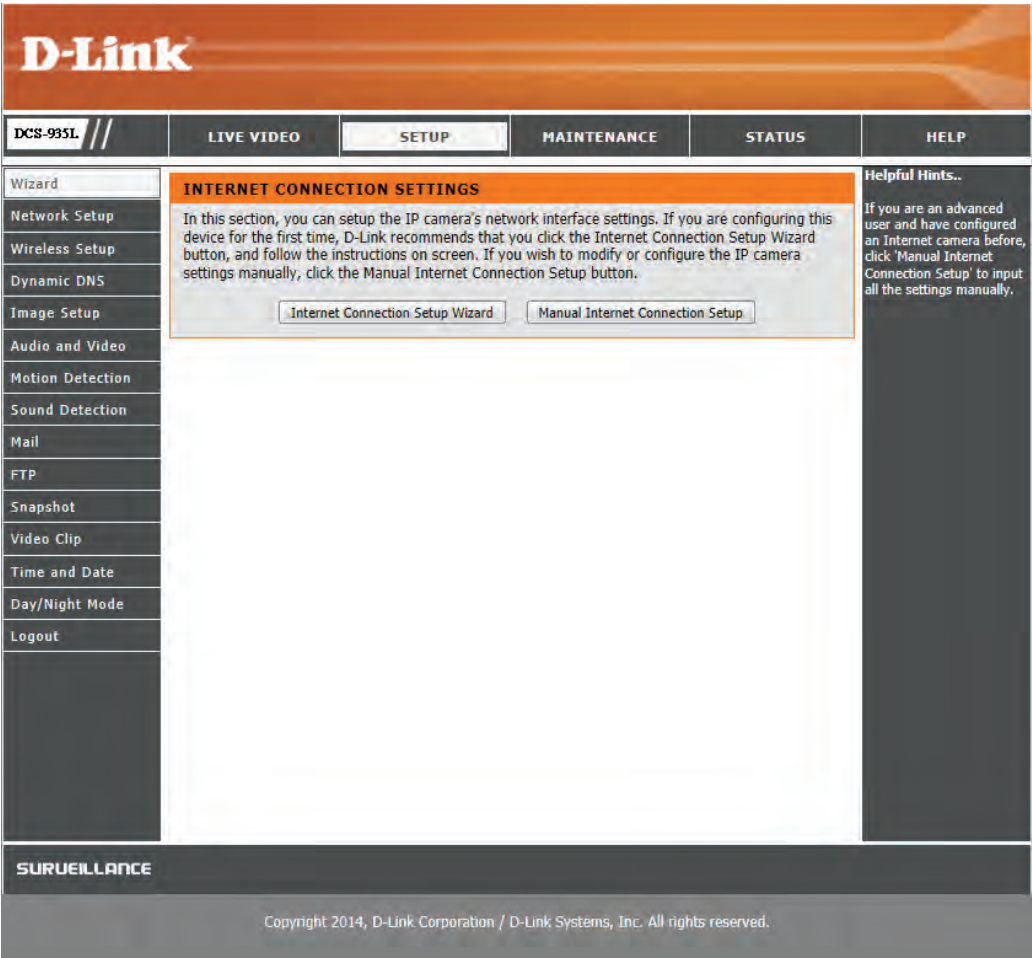 D-Link
DCS-935L
LIVE VIDEO
SETUP
MAINTENANCE
STATUS
HELP
Wizard
Network Setup
Wireless Setup
Dynamic DNS
Image Setup
Audio and Video
Motion Detection
Sound Detection
Mail
FTP
Snapshot
Video Clip
Time and Date
Day/Night Mode
Logout
INTERNET CONNECTION SETTINGS
In this section, you can setup the IP camera's network interface settings. If you are configuring this
device for the first time, D-Link recommends that you click the Internet Connection Setup Wizard
button, and follow the instructions on screen. If you wish to modify or configure the IP camera
settings manually, click the Manual Internet Connection Setup button.
Internet Connection Setup Wizard
Manual Internet Connection Setup
Helpful Hints..
If you are an advanced
user and have configured
an Internet camera before,
click 'Manual Internet
Connection Setup' to input
all the settings manually.
SURVEILLANCE
Copyright 2014, D-Link Corporation / D-Link Systems, Inc. All rights reserved.